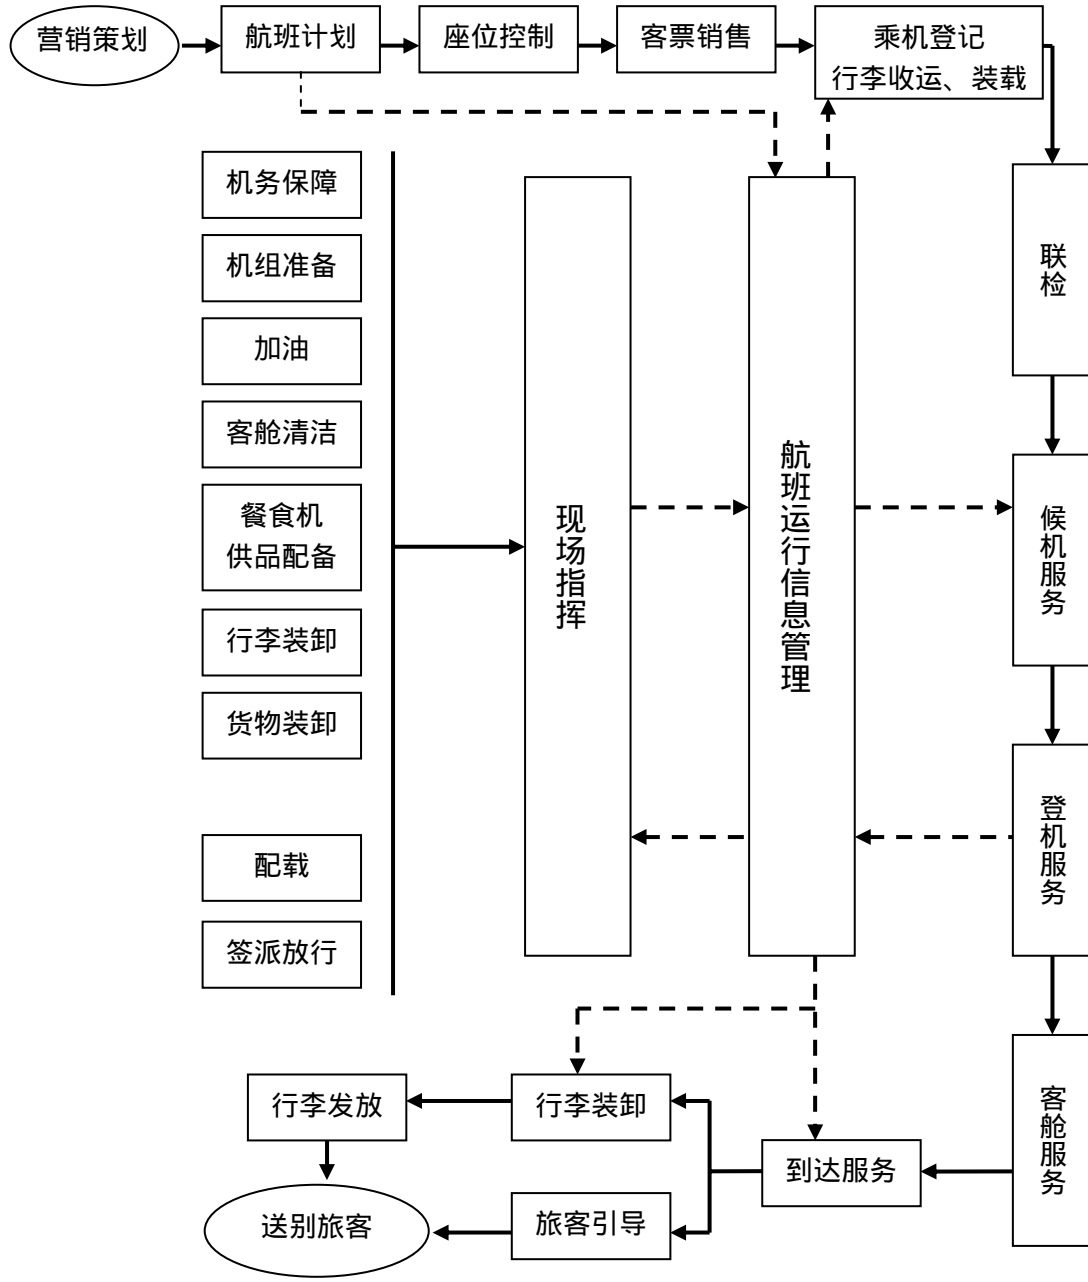 营销策划
航班计划
座位控制
客票销售
乘机登记
行李收运、装载
机务保障
机组准备
加油
客舱清洁
餐食机
供品配备
行李装卸
货物装卸
配载
签派放行
现场指挥
航班运行信息管理
联检
候机服务
登机服务
客舱服务
行李发放
行李装卸
到达服务
送别旅客
旅客引导